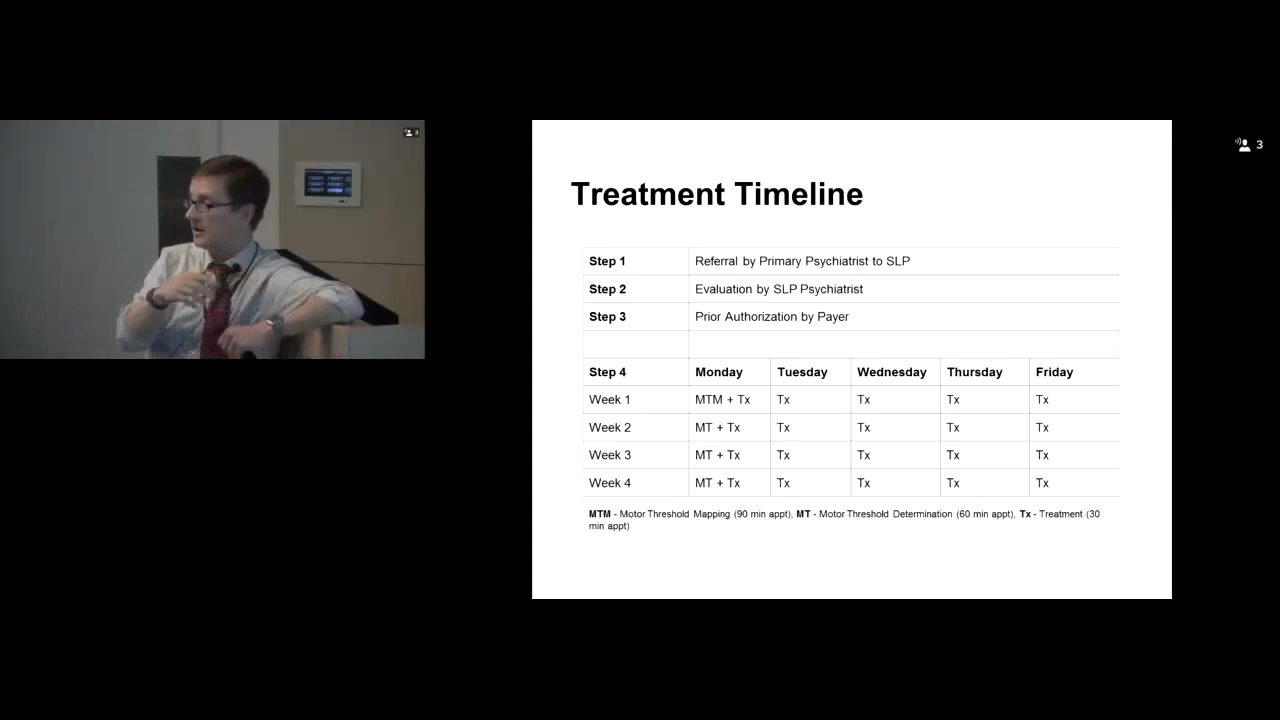 3
3
Treatment Timeline
Step 1 Referral by Primary Psychiatrist to SLP
Step 2 Evaluation by SLP Psychiatrist
Step 3 Prior Authorization by Payer
Step 4 Monday Tuesday Wednesday Thursday Friday
Week 1 MTM + Tx Tx Tx Tx Tx
Week 2 MT + Tx Tx Tx Tx Tx
Week 3 MT + Tx Tx Tx Tx Tx
Week 4 MT + Tx Tx Tx Tx Tx
MTM - Motor Threshold Mapping (90 min appt), MT - Motor Threshold Determination (60 min appt), Tx - Treatment (30
min appt)